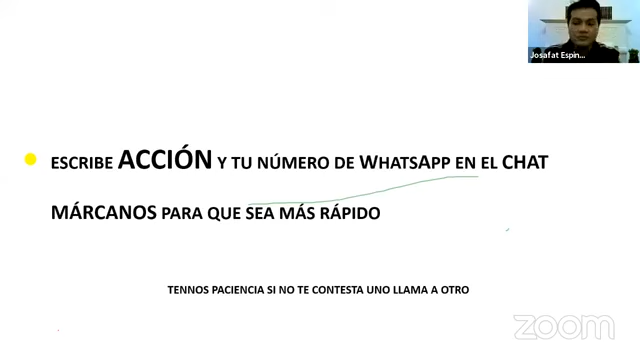 Josafat Espin...
ESCRIBE ACCIÓN Y TU NÚMERO DE WHATSAPP EN EL CHAT
MÁRCANOS PARA QUE SEA MÁS RÁPIDO
TENNOS PACIENCIA SI NO TE CONTESTA UNO LLAMA A OTRO
zoom